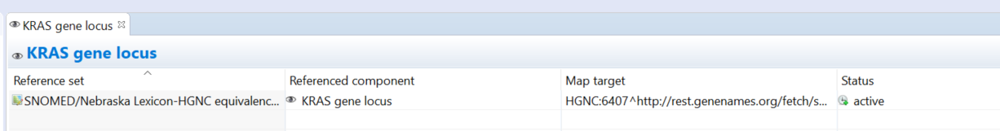 KRAS gene locus
KRAS gene locus
Reference set Referenced component Map target Status
SNOMED/Nebraska Lexicon-HGNC equivalenc... KRAS gene locus HGNC:6407^http://rest.genenames.org/fetch/s... active